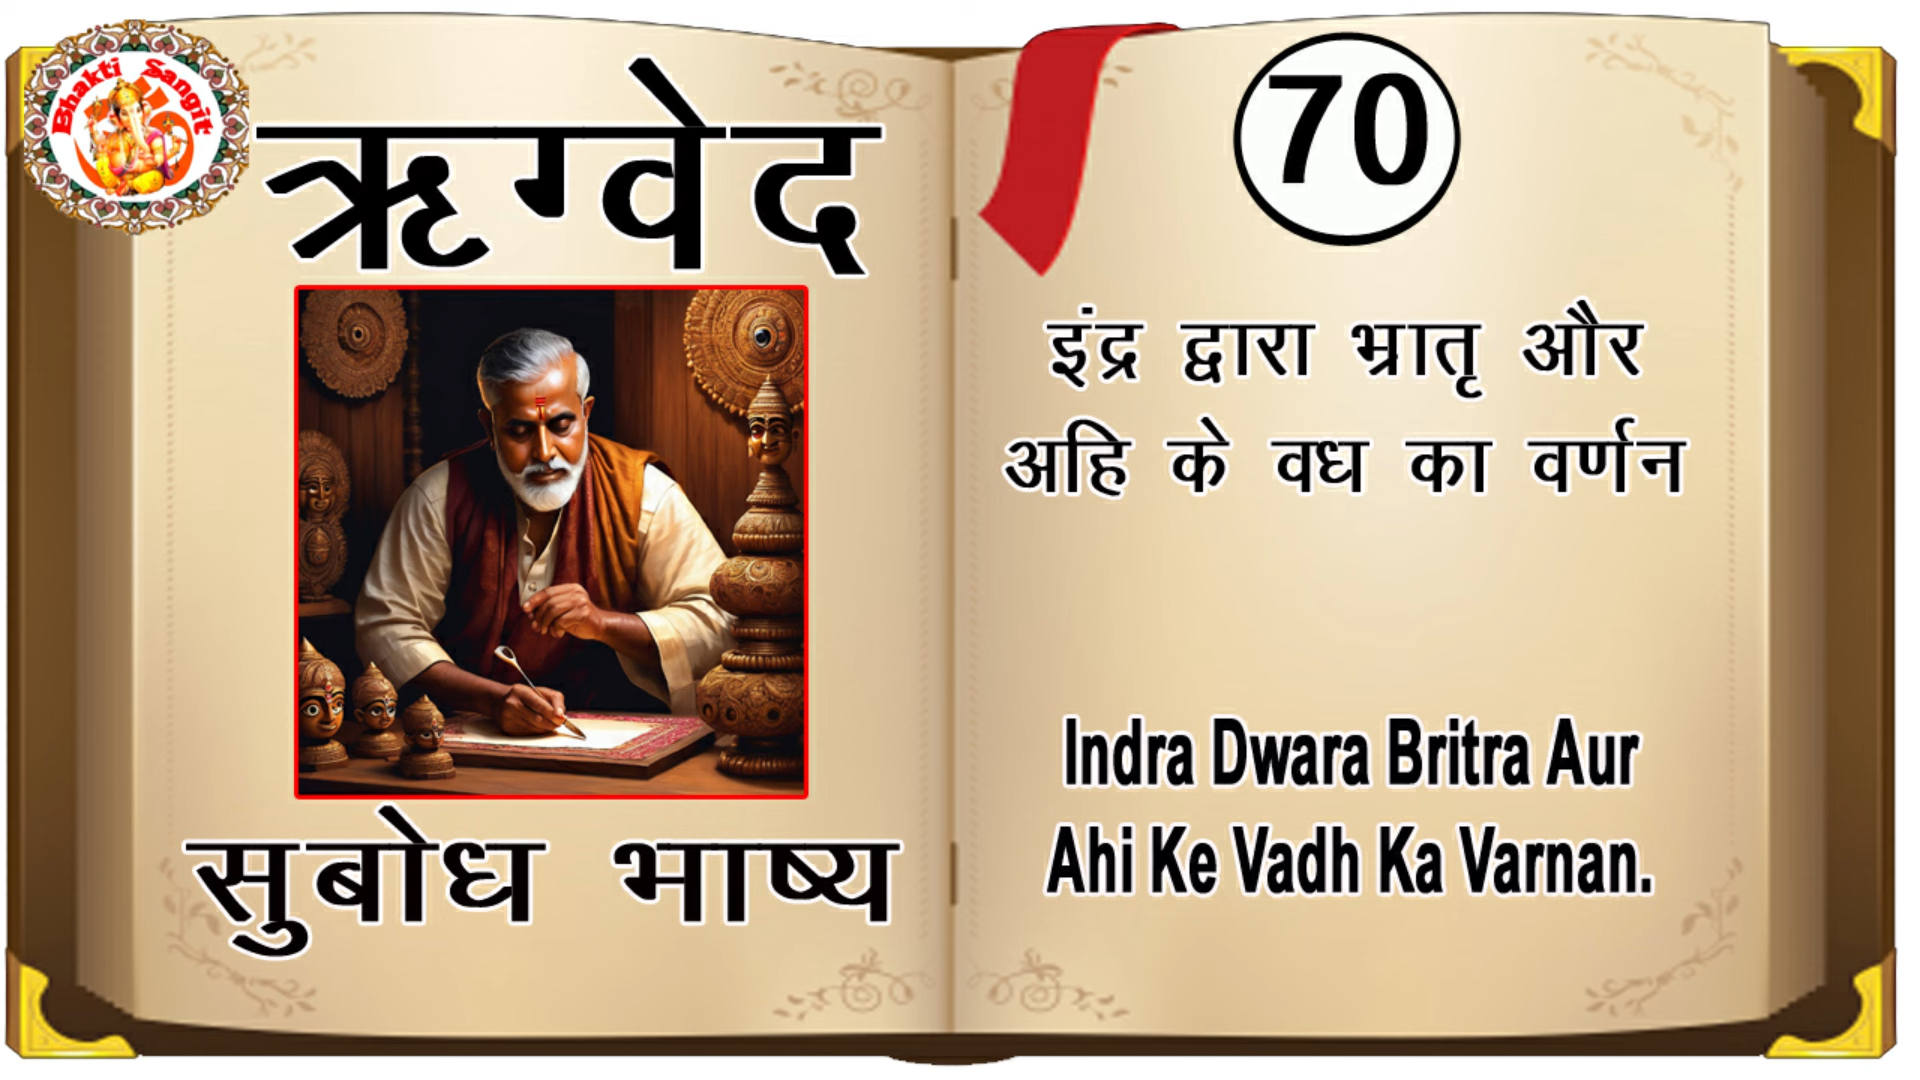 Bhakti Sangit
ऋग्वेद
सुबोध भाष्य
70
इंद्र द्वारा भ्रातृ और
अहि के वध का वर्णन
Indra Dwara Britra Aur
Ahi Ke Vadh Ka Varnan.